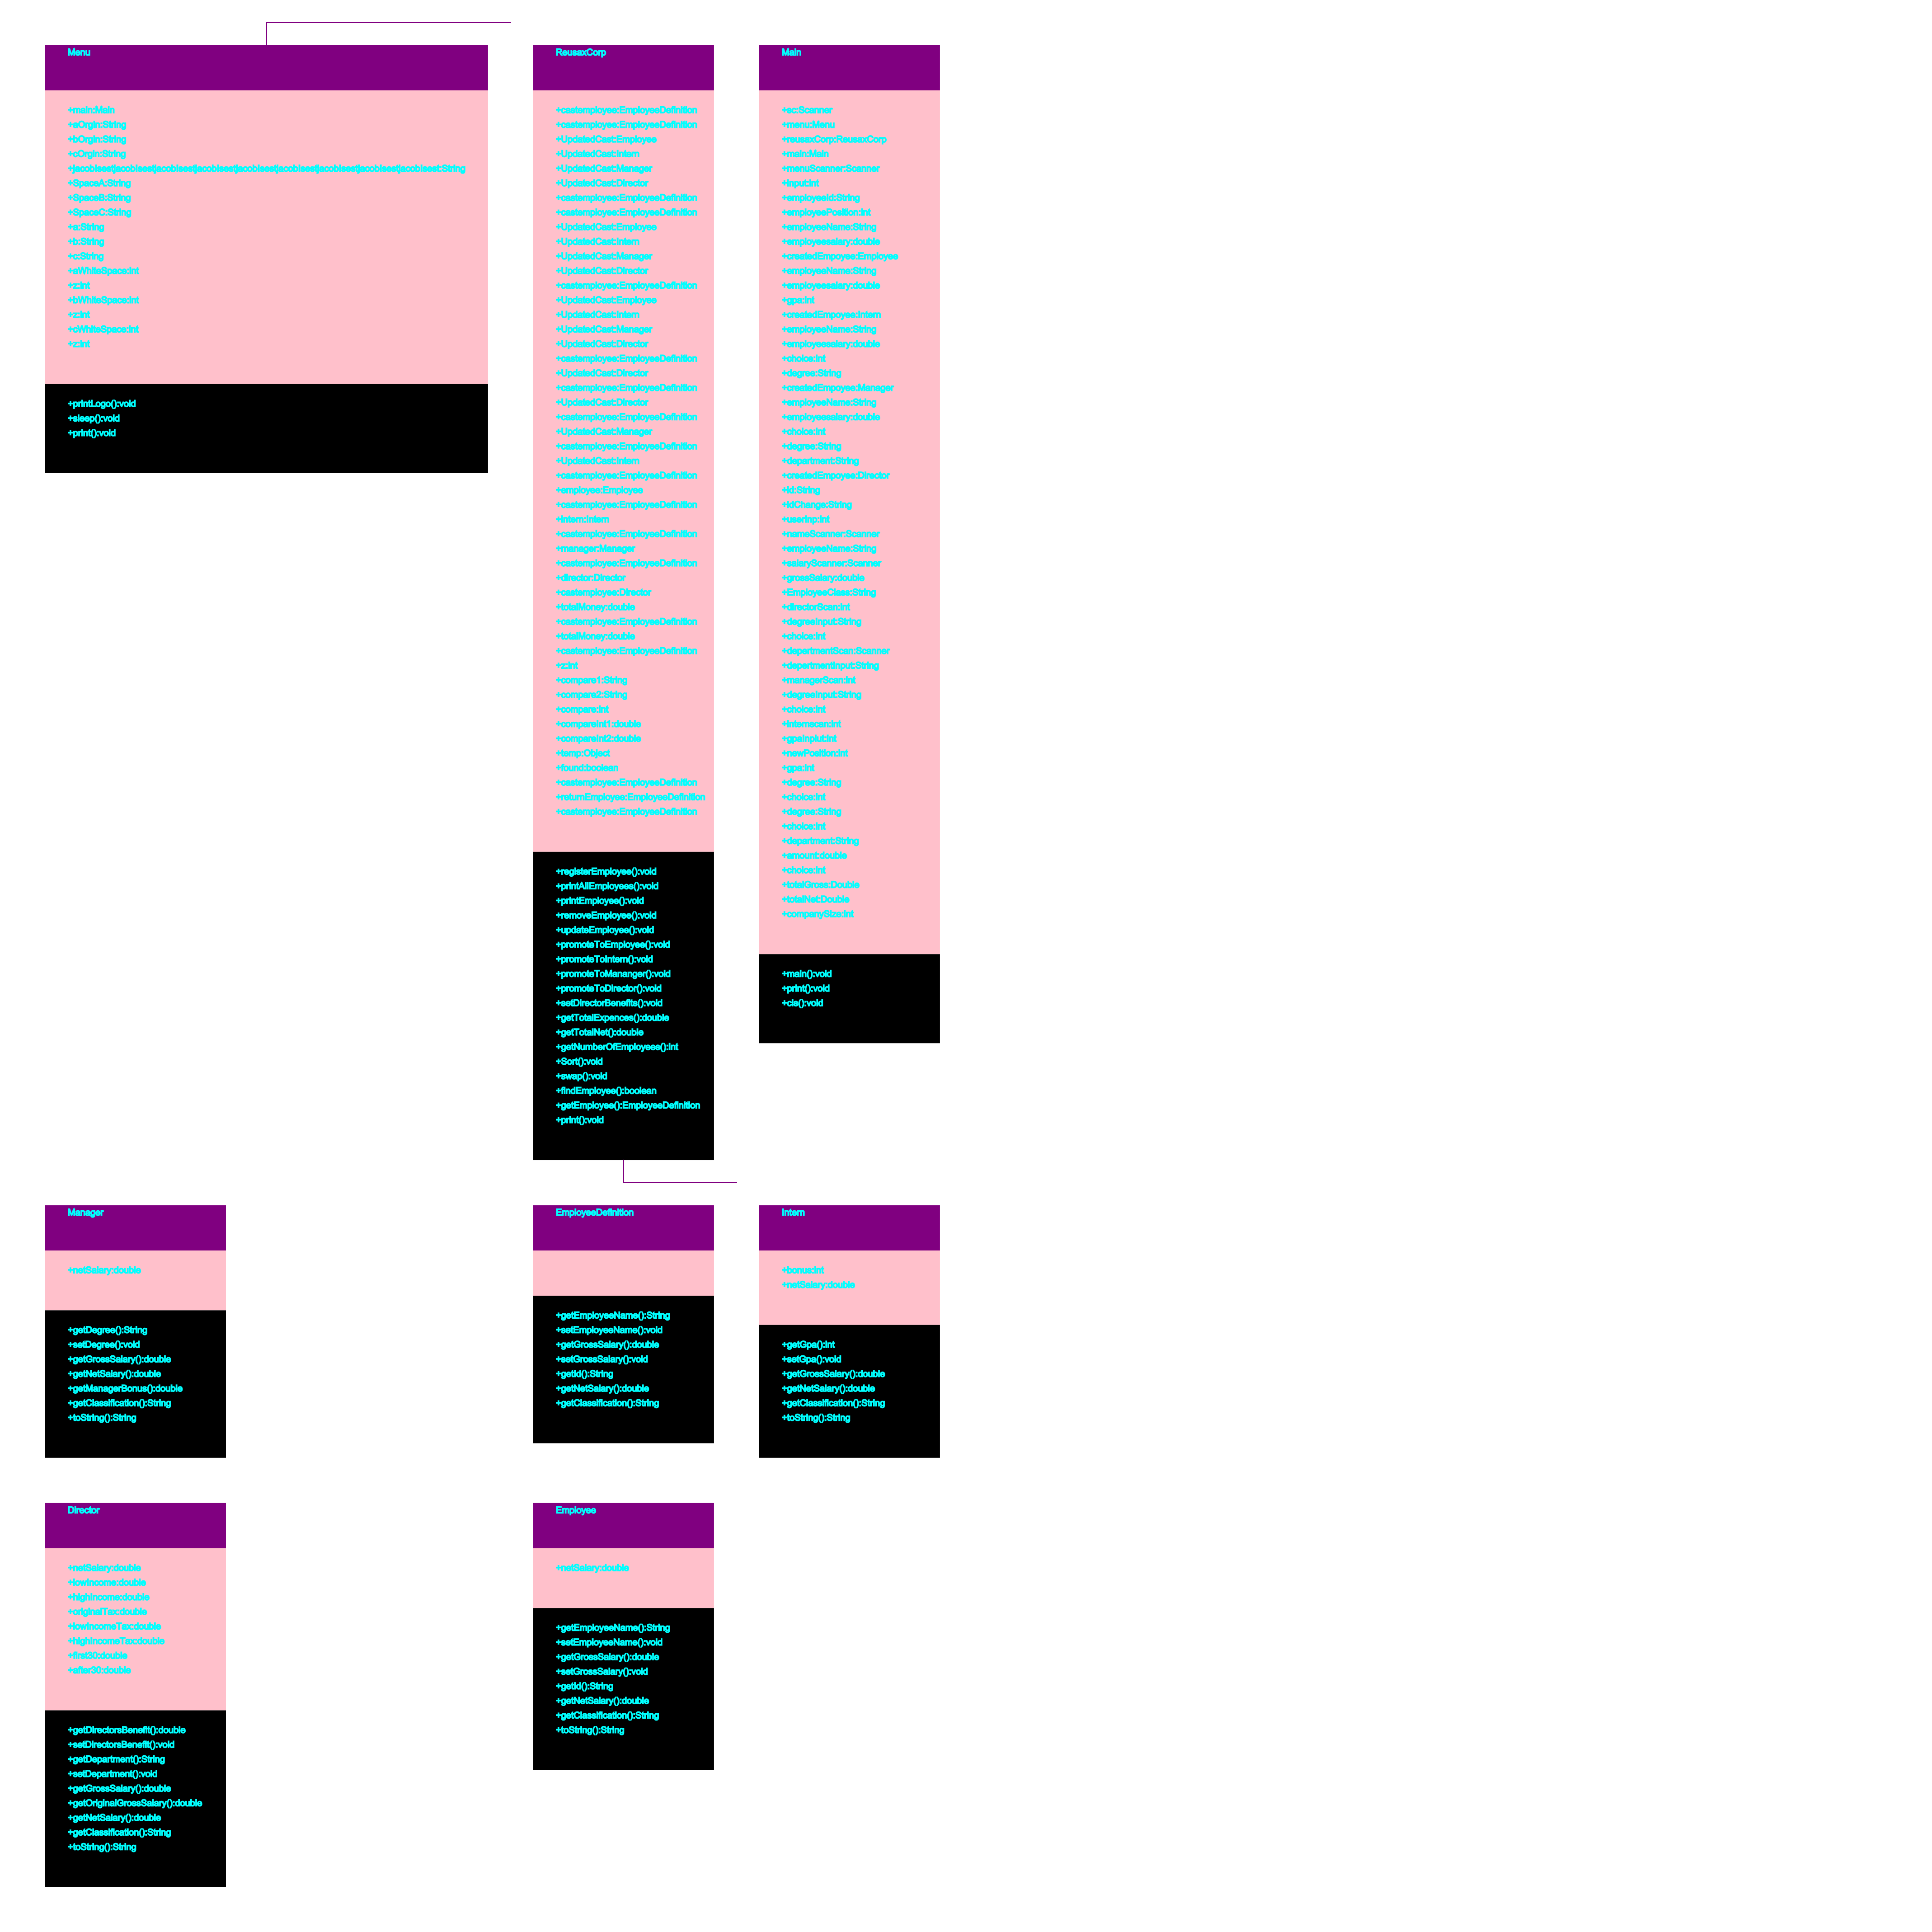 Menu
+main:Main
+aOrgin:String
+bOrgin:String
+cOrgin:String
+SpaceA:String
+SpaceB:String
+SpaceC:String
+a:String
+b:String
+c:String
+aWhiteSpace:int
+z:int
+bWhiteSpace:int
+z:int
+cWhiteSpace:int
+z:int
+printLogo():void
+sleep():void
+print():void
ReusaxCorp
+castemployee:EmployeeDefinition
+castemployee:EmployeeDefinition
+UpdatedCast:Employee
+UpdatedCast:Intern
+UpdatedCast:Manager
+UpdatedCast:Director
+castemployee:EmployeeDefinition
+castemployee:EmployeeDefinition
+UpdatedCast:Employee
+UpdatedCast:Intern
+UpdatedCast:Manager
+UpdatedCast:Director
+castemployee:EmployeeDefinition
+UpdatedCast:Employee
+UpdatedCast:Intern
+UpdatedCast:Manager
+UpdatedCast:Director
+castemployee:EmployeeDefinition
+UpdatedCast:Director
+castemployee:EmployeeDefinition
+UpdatedCast:Director
+castemployee:EmployeeDefinition
+UpdatedCast:Manager
+castemployee:EmployeeDefinition
+UpdatedCast:Intern
+castemployee:EmployeeDefinition
+employee:Employee
+castemployee:EmployeeDefinition
+intern:Intern
+castemployee:EmployeeDefinition
+manager:Manager
+castemployee:EmployeeDefinition
+director:Director
+castemployee:Director
+totalMoney:double
+castemployee:EmployeeDefinition
+totalMoney:double
+castemployee:EmployeeDefinition
+z:int
+compare1:String
+compare2:String
+compare:int
+compareInt1:double
+compareInt2:double
+temp:Object
+found:boolean
+castemployee:EmployeeDefinition
+returnEmployee:EmployeeDefinition
+castemployee:EmployeeDefinition
+registerEmployee():void
+printAllEmployees():void
+printEmployee():void
+removeEmployee():void
+updateEmployee():void
+promoteToEmployee():void
+promoteToIntern():void
+promoteToMananger():void
+promoteToDirector():void
+setDirectorBenefits():void
+getTotalExpences():double
+getTotalNet():double
+getNumberOfEmployees():int
+Sort():void
+swap():void
+findEmployee():boolean
+getEmployee():EmployeeDefinition
+print():void
Main
+sc:Scanner
+menu:Menu
+reusaxCorp:ReusaxCorp
+main:Main
+menuScanner:Scanner
+input:int
+employeeId:String
+employeePosition:int
+employeeName:String
+employeesalary:double
+createdEmpoyee:Employee
+employeeName:String
+employeesalary:double
+gpa:int
+createdEmpoyee:Intern
+employeeName:String
+employeesalary:double
+choice:int
+degree:String
+createdEmpoyee:Manager
+employeeName:String
+employeesalary:double
+choice:int
+degree:String
+department:String
+createdEmpoyee:Director
+id:String
+idChange:String
+userInp:int
+nameScanner:Scanner
+employeeName:String
+salaryScanner:Scanner
+grossSalary:double
+EmployeeClass:String
+directorScan:int
+degreeInput:String
+choice:int
+departmentScan:Scanner
+departmentInput:String
+managerScan:int
+degreeInput:String
+choice:int
+internscan:int
+gpaInpiut:int
+newPosition:int
+gpa:int
+degree:String
+choice:int
+degree:String
+choice:int
+department:String
+amount:double
+choice:int
+totalGross:Double
+totalNet:Double
+companySize:int
+main():void
+print():void
+cls():void
Manager
+netSalary:double
+getDegree():String
+setDegree():void
+getGrossSalary():double
+getNetSalary():double
+getManagerBonus():double
+getClassification():String
+toString():String
EmployeeDefinition
+getEmployeeName():String
+setEmployeeName():void
+getGrossSalary():double
+setGrossSalary():void
+getId():String
+getNetSalary():double
+getClassification():String
Intern
+bonus:int
+netSalary:double
+getGpa():int
+setGpa():void
+getGrossSalary():double
+getNetSalary():double
+getClassification():String
+toString():String
Director
+netSalary:double
+lowIncome:double
+highIncome:double
+originalTax:double
+lowIncomeTax:double
+highIncomeTax:double
+first30:double
+after30:double
+getDirectorsBenefit():double
+setDirectorsBenefit():void
+getDepartment():String
+setDepartment():void
+getGrossSalary():double
+getOriginalGrossSalary():double
+getNetSalary():double
+getClassification():String
+toString():String
Employee
+netSalary:double
+getEmployeeName():String
+setEmployeeName():void
+getGrossSalary():double
+setGrossSalary():void
+getId():String
+getNetSalary():double
+getClassification():String
+toString():String